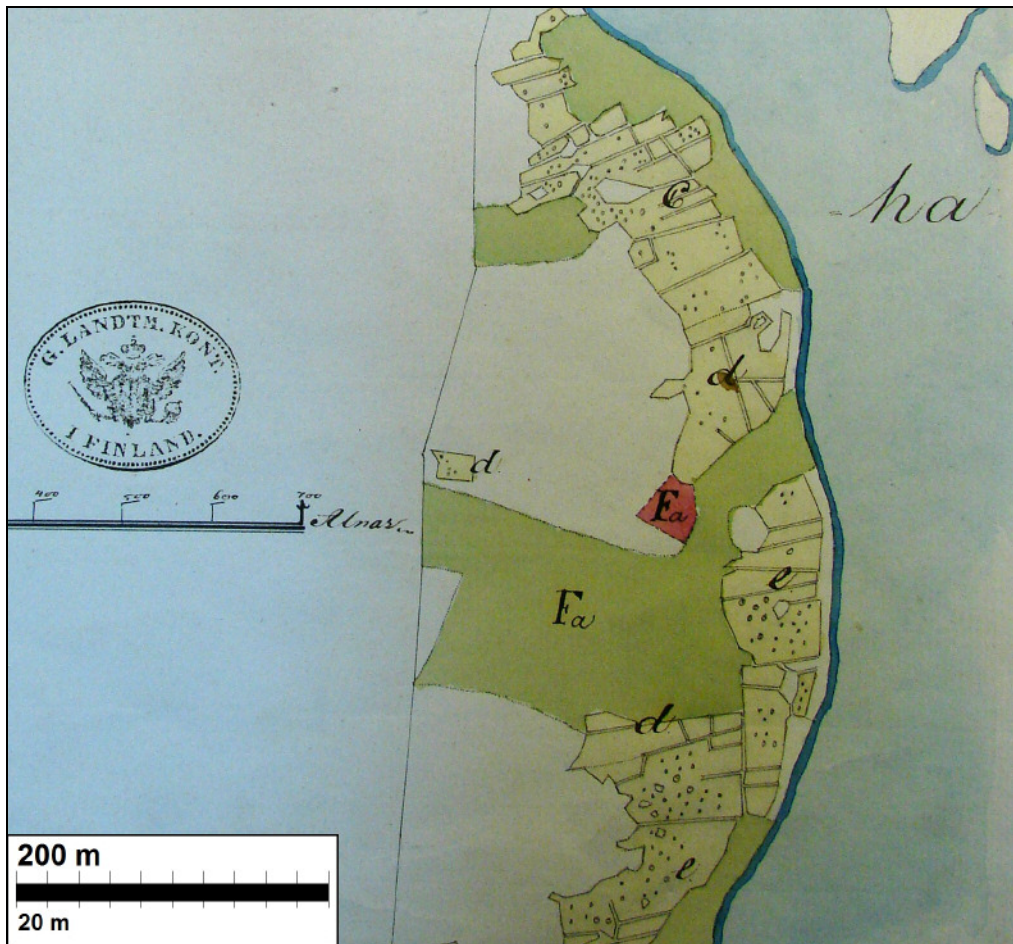 ha
C
G. LANDTM. KONT.
I FINLAND.
d
d
400 500 600 700
Alnar
Fa
e
Fa
d
e
200 m
20 m